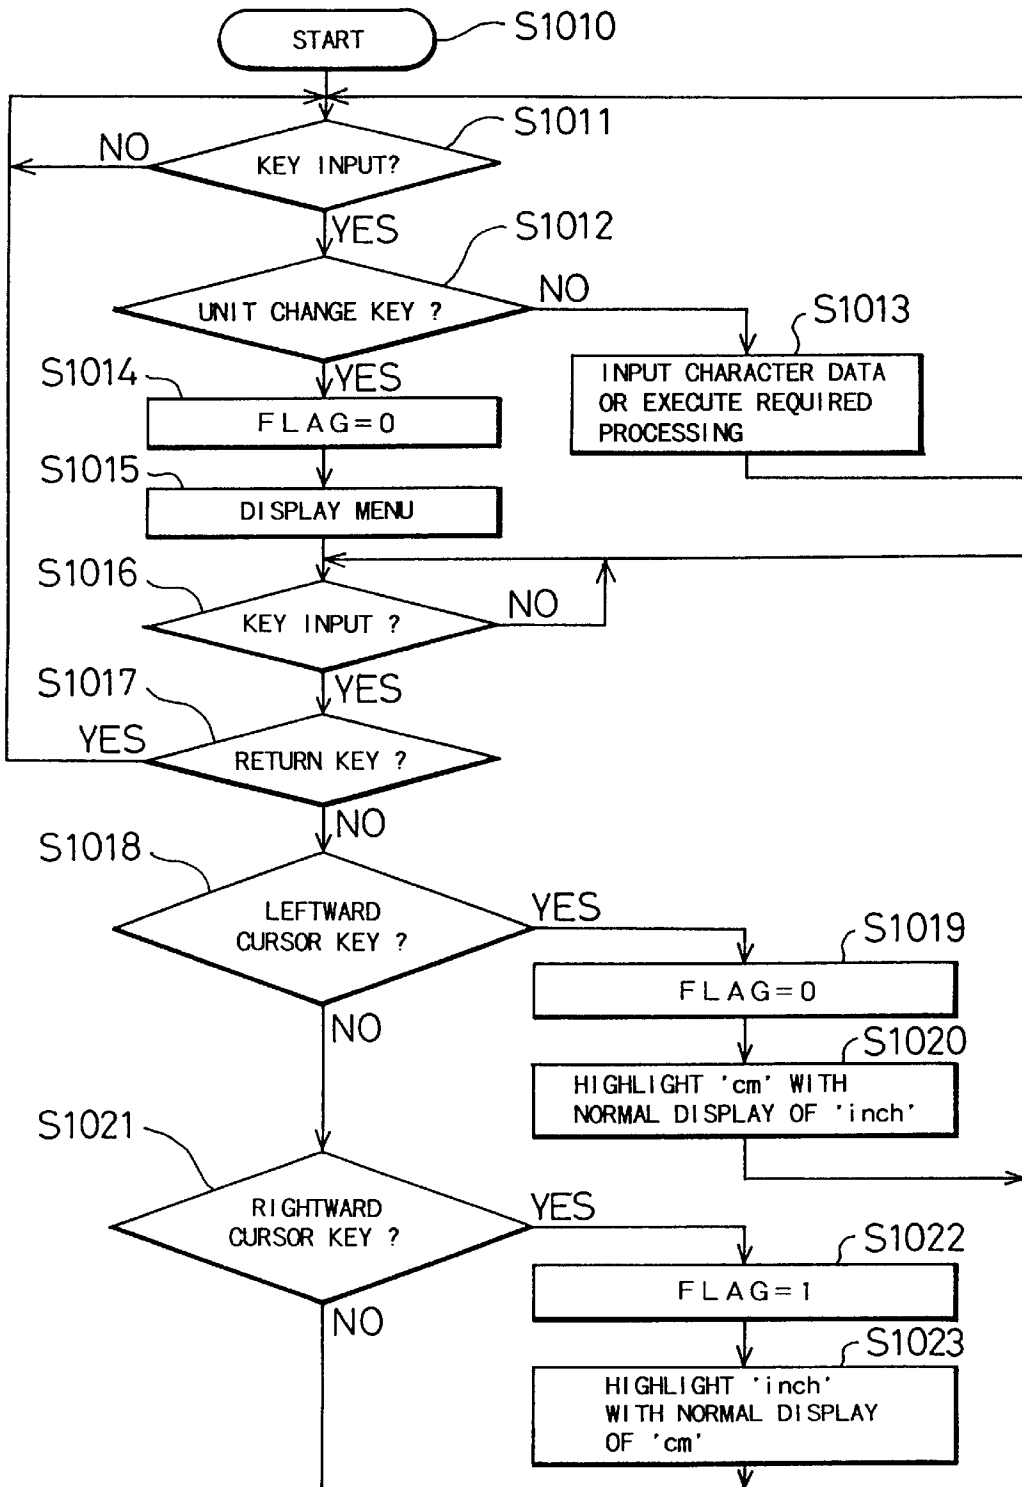 START
S1010
S1011
NO
KEY INPUT?
YES
S1012
UNIT CHANGE KEY ?
NO
S1013
INPUT CHARACTER DATA
OR EXECUTE REQUIRED
PROCESSING
YES
S1014
FLAG=0
S1015
DISPLAY MENU
S1016
KEY INPUT ?
NO
YES
S1017
YES
RETURN KEY ?
NO
S1018
LEFTWARD
CURSOR KEY ?
YES
S1019
FLAG=0
NO
S1020
HIGHLIGHT 'cm' WITH
NORMAL DISPLAY OF 'inch'
S1021
RIGHTWARD
CURSOR KEY ?
YES
S1022
FLAG=1
NO
S1023
HIGHLIGHT 'inch'
WITH NORMAL DISPLAY
OF 'cm'